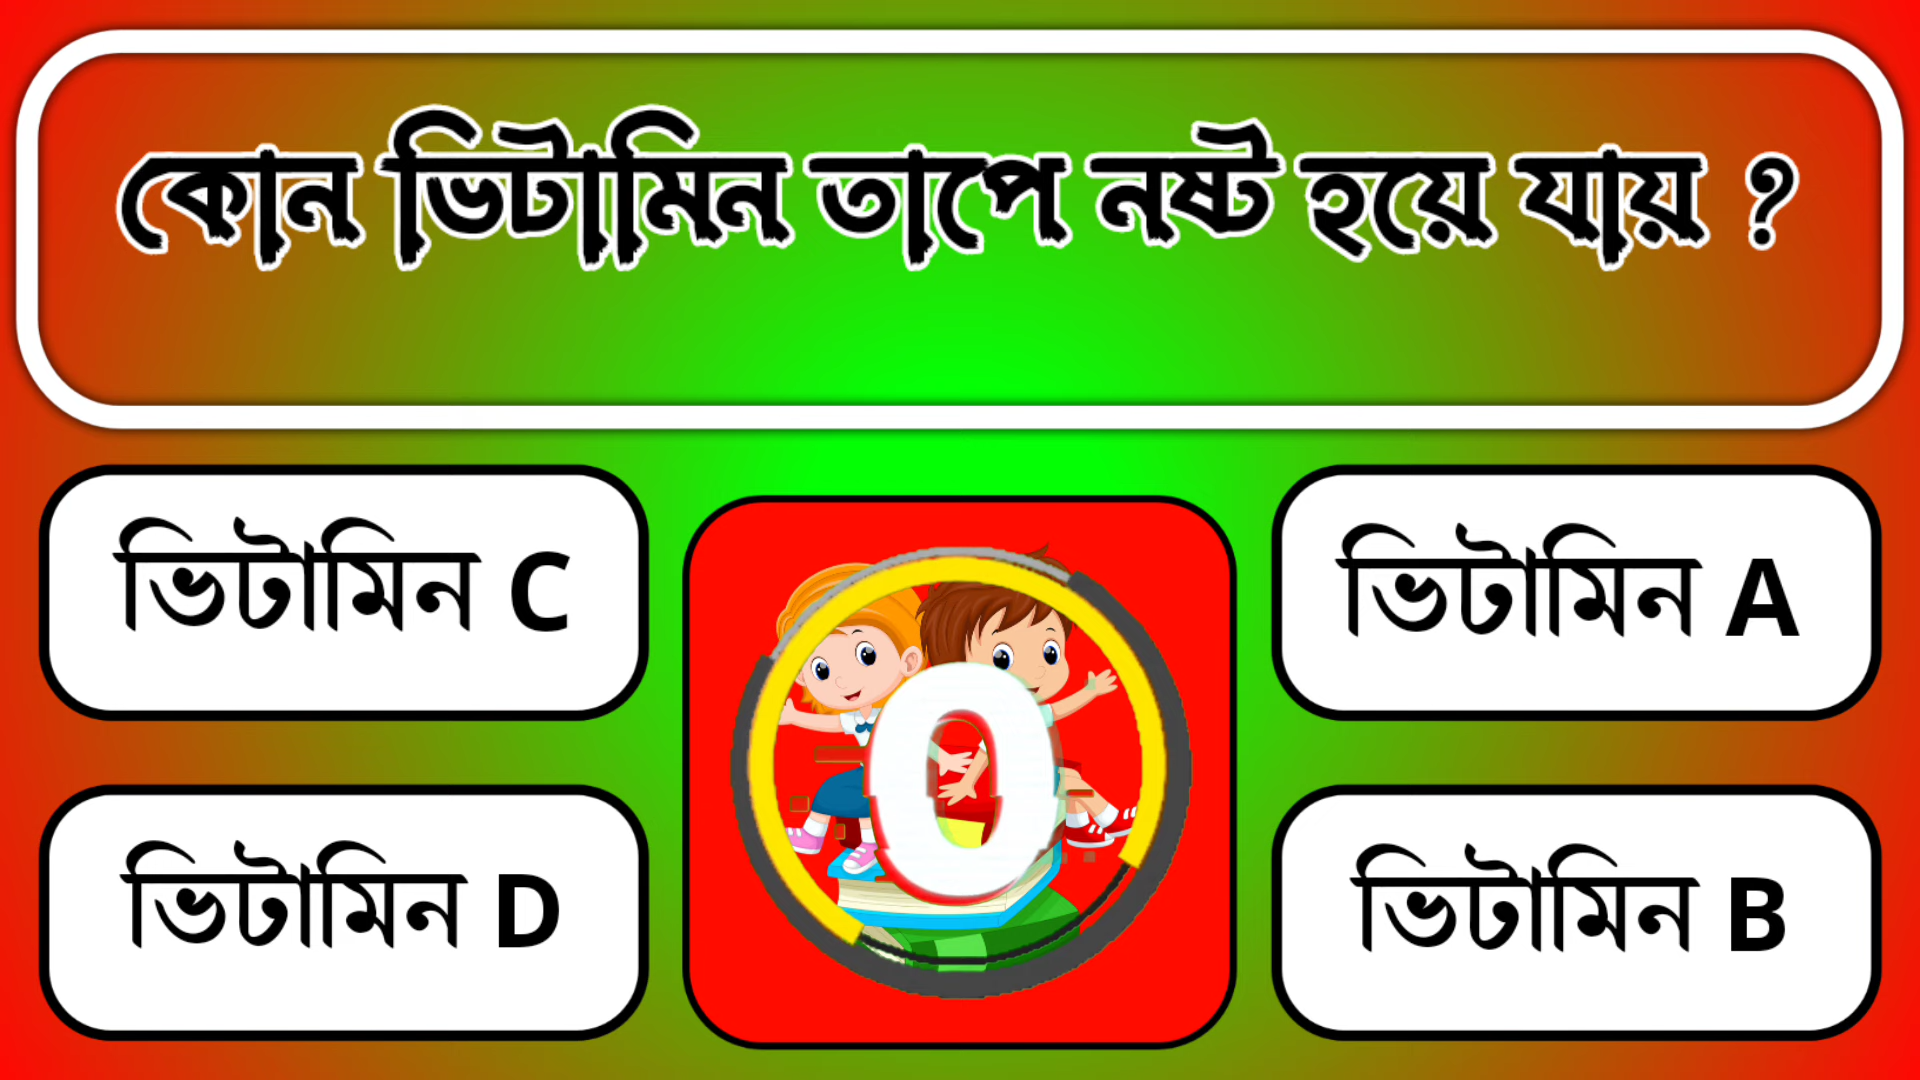 কোন ভিটামিন তাপে নষ্ট হয়ে যায় ?
ভিটামিন C
ভিটামিন A
0
ভিটামিন D
ভিটামিন B